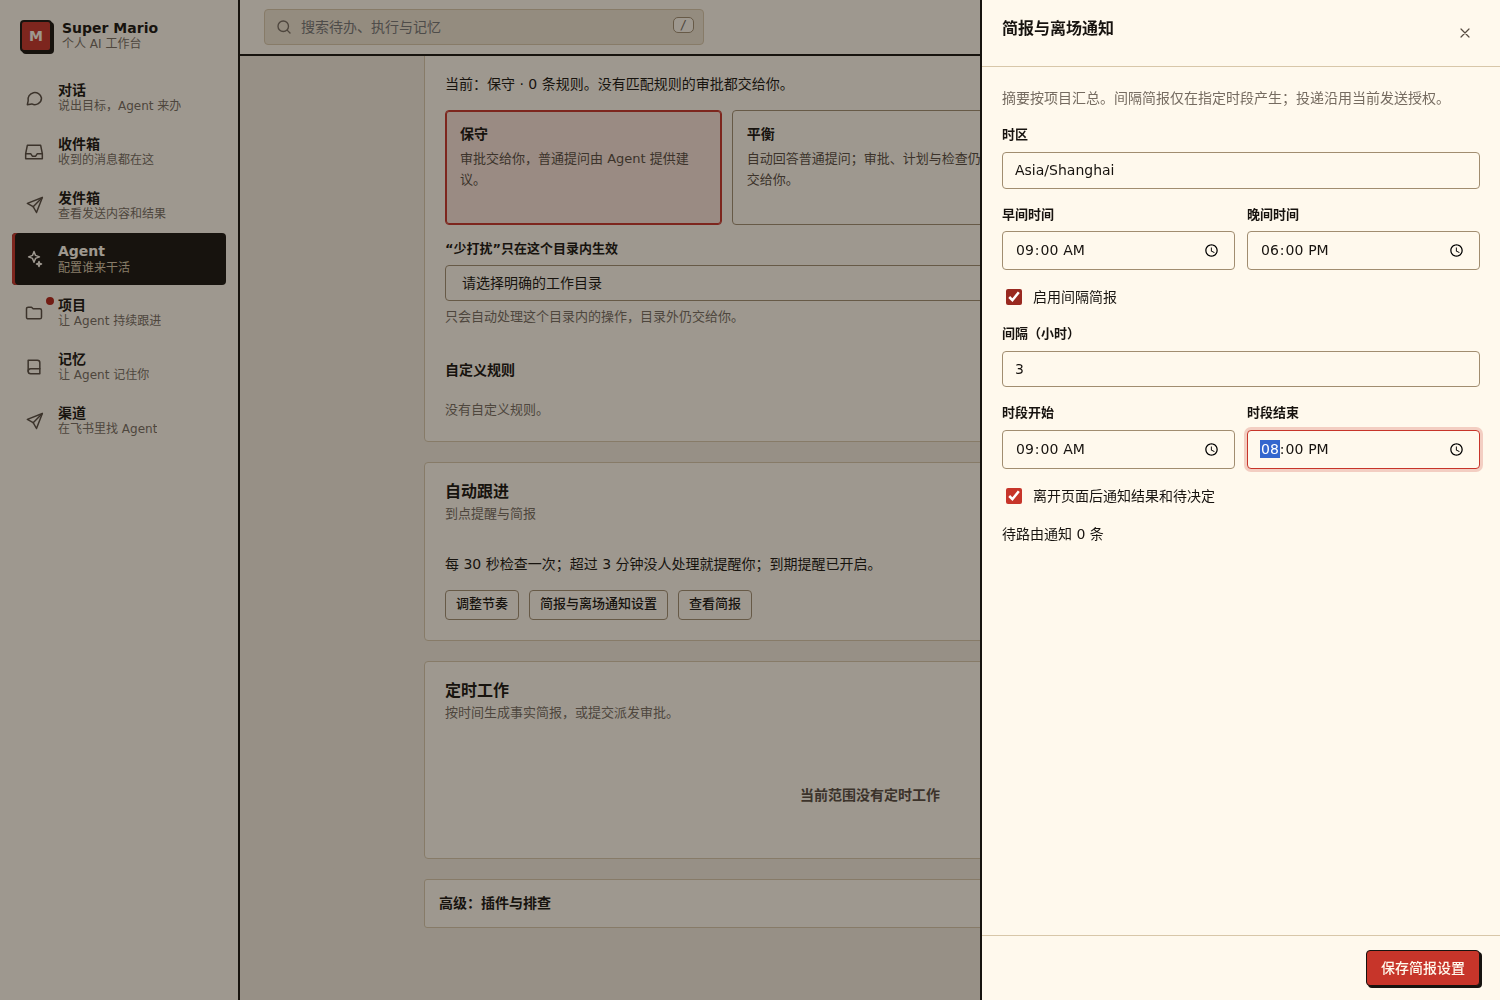 M
Super Mario
个人 AI 工作台
对话
说出目标，Agent 来办
收件箱
收到的消息都在这
发件箱
查看发送内容和结果
Agent
配置谁来干活
项目
让 Agent 持续跟进
记忆
让 Agent 记住你
渠道
在飞书里找 Agent
搜索待办、执行与记忆
/
当前：保守 · 0 条规则。没有匹配规则的审批都交给你。
保守
审批交给你，普通提问由 Agent 提供建
议。
平衡
自动回答普通提问；审批、计划与检查仍
交给你。
“少打扰”只在这个目录内生效
请选择明确的工作目录
只会自动处理这个目录内的操作，目录外仍交给你。
自定义规则
没有自定义规则。
自动跟进
到点提醒与简报
每 30 秒检查一次；超过 3 分钟没人处理就提醒你；到期提醒已开启。
调整节奏
简报与离场通知设置
查看简报
定时工作
按时间生成事实简报，或提交派发审批。
当前范围没有定时工作
高级：插件与排查
简报与离场通知
摘要按项目汇总。间隔简报仅在指定时段产生；投递沿用当前发送授权。
时区
Asia/Shanghai
早间时间
晚间时间
09:00 AM
06:00 PM
启用间隔简报
间隔（小时）
3
时段开始
时段结束
09:00 AM
08:00 PM
离开页面后通知结果和待决定
待路由通知 0 条
保存简报设置